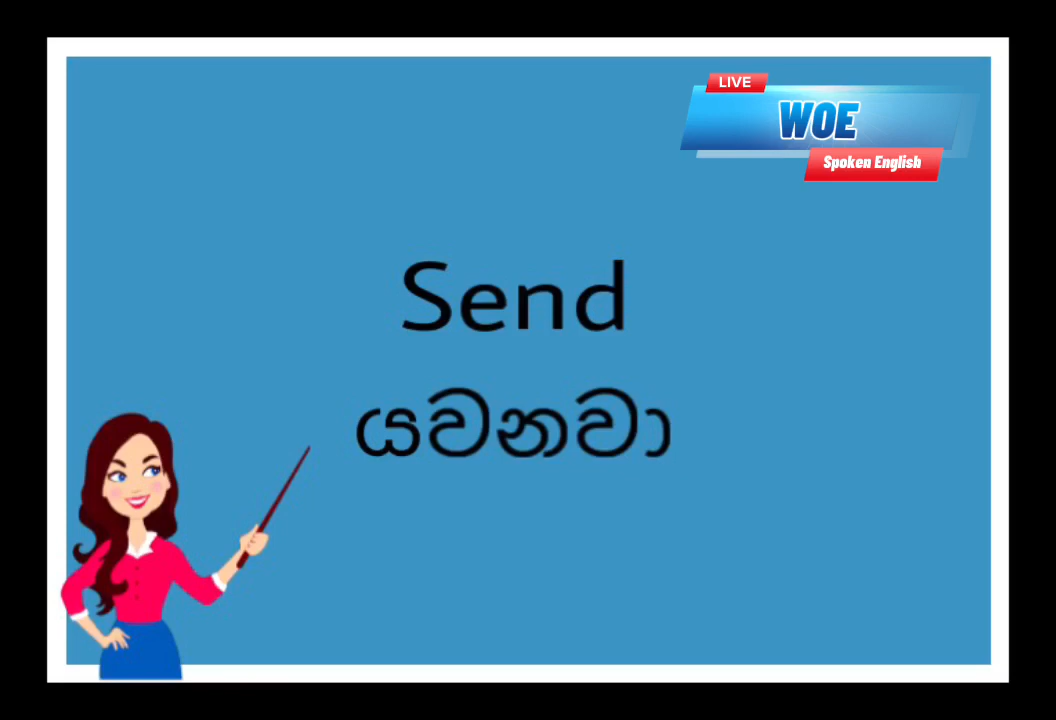 LIVE
WOE
Spoken English
Send
යවනවා